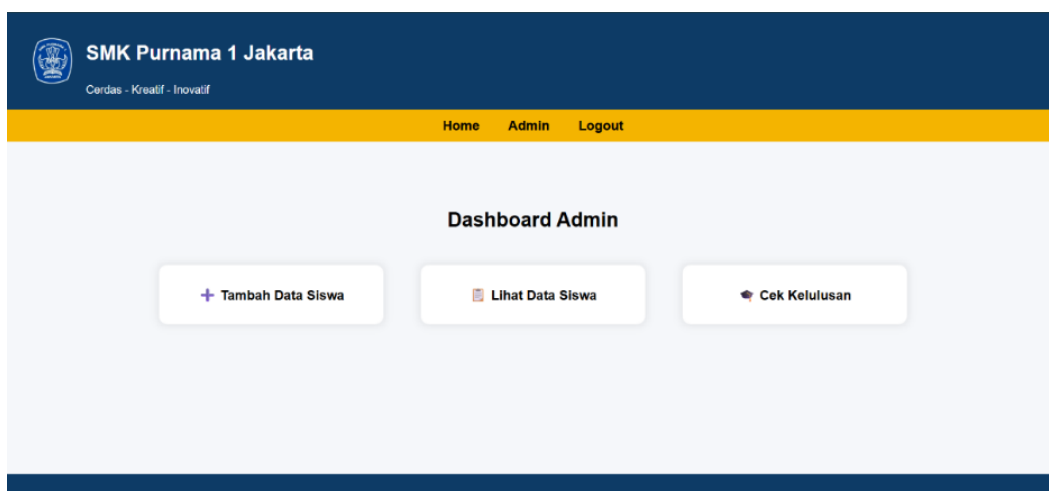 SMK Purnama 1 Jakarta
Cerdas - Kreatif - Inovatif
Home Admin Logout
Dashboard Admin
Tambah Data Siswa
Lihat Data Siswa
Cek Kelulusan